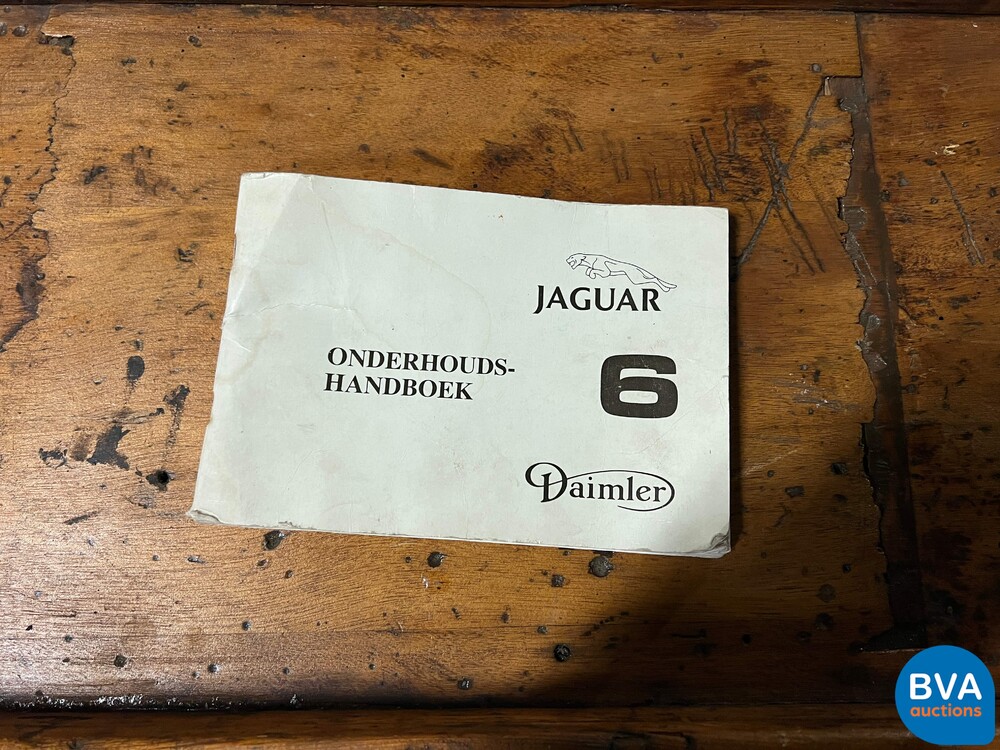 JAGUAR
ONDERHOUDS-
HANDBOEK
6
Daimler
BVA
auctions